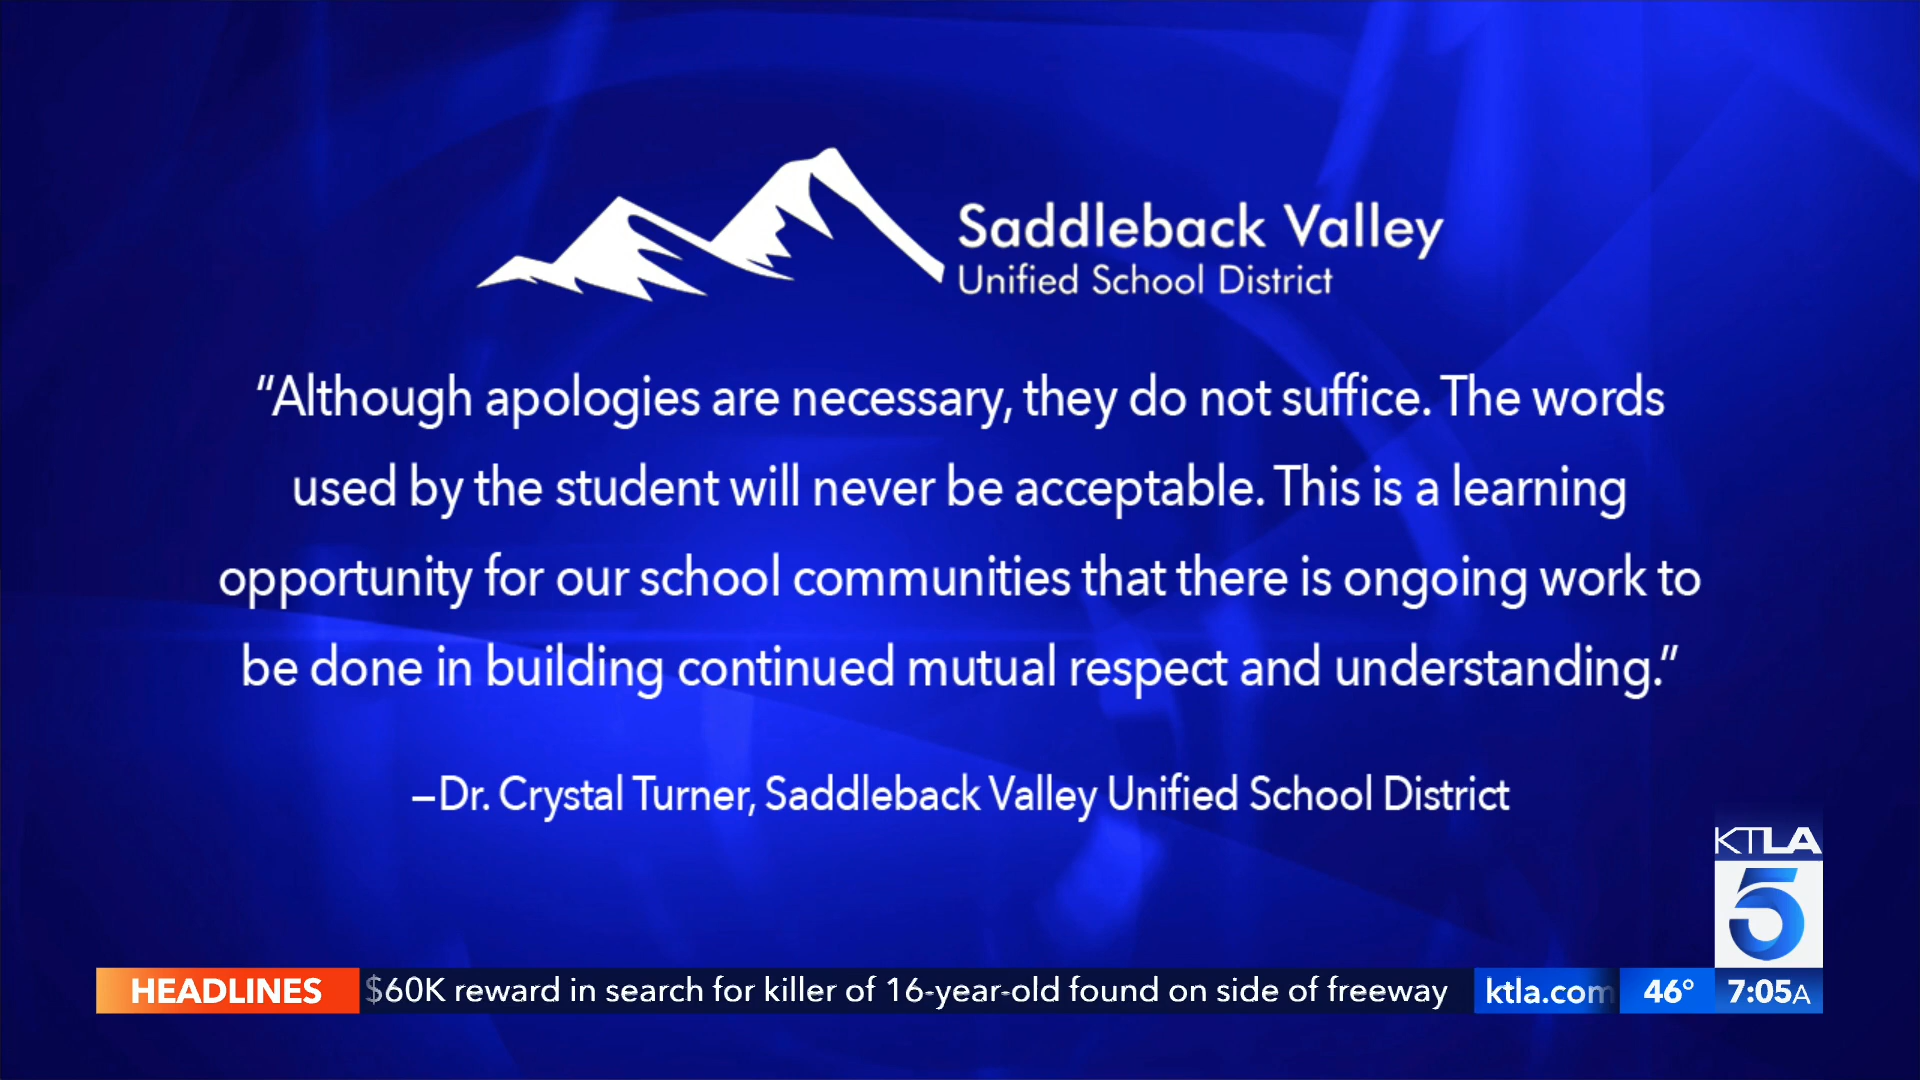 Saddleback Valley
Unified School District
“Although apologies are necessary, they do not suffice. The words
used by the student will never be acceptable. This is a learning
opportunity for our school communities that there is ongoing work to
be done in building continued mutual respect and understanding.”
–Dr. Crystal Turner, Saddleback Valley Unified School District
KTLA
5
HEADLINES $60K reward in search for killer of 16-year-old found on side of freeway ktla.com 46° 7:05A